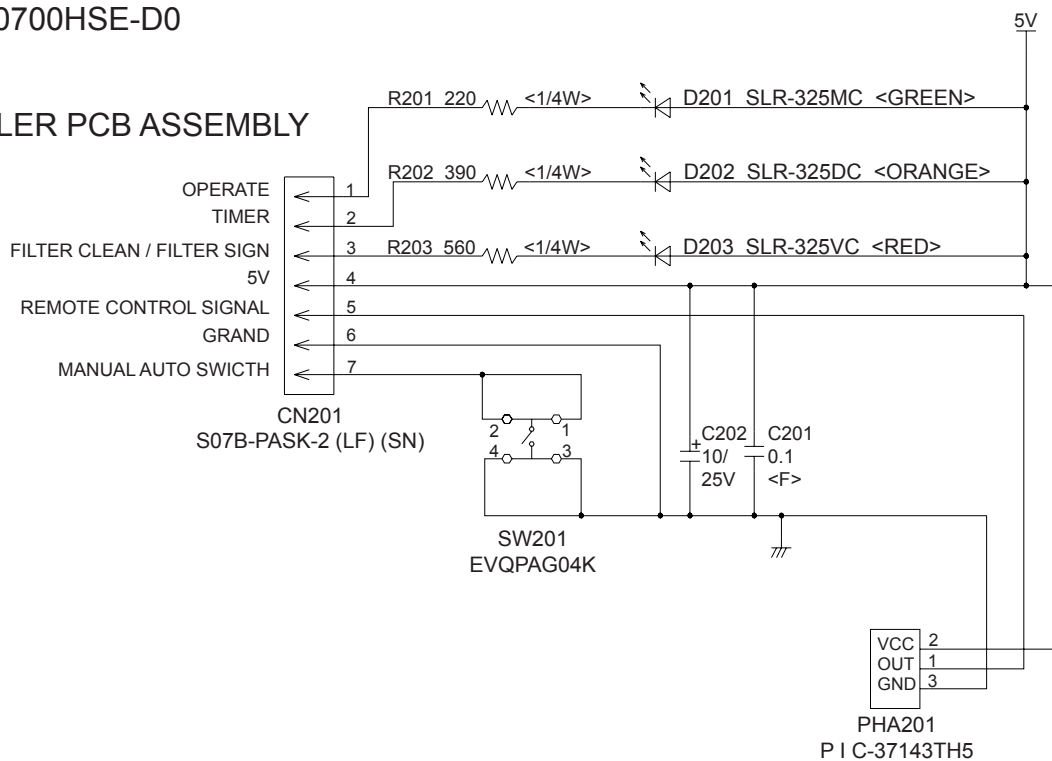 0700HSE-D0
5V
LER PCB ASSEMBLY
R201 220 <1/4W> D201 SLR-325MC <GREEN>
R202 390 <1/4W> D202 SLR-325DC <ORANGE>
R203 560 <1/4W> D203 SLR-325VC <RED>
OPERATE 1
TIMER 2
FILTER CLEAN / FILTER SIGN 3
5V 4
REMOTE CONTROL SIGNAL 5
GRAND 6
MANUAL AUTO SWICTH 7
CN201
S07B-PASK-2 (LF) (SN)
2 1
4 3
SW201
EVQPAG04K
+ C202
10/
25V
C201
0.1
<F>
VCC 2
OUT 1
GND 3
PHA201
P I C-37143TH5